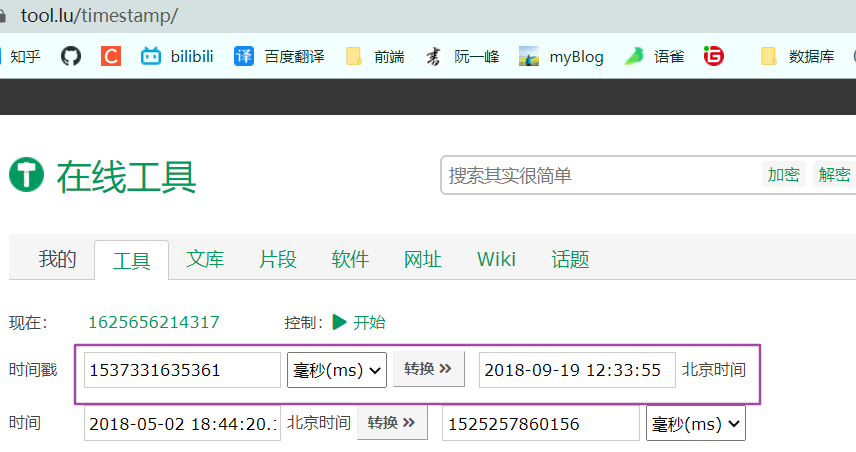 tool.lu/timestamp/
知乎 C bilibili 译 百度翻译 前端 阮一峰 myBlog 语雀 G 数据库
在线工具 搜索其实很简单 加密 解密
我的 工具 文库 片段 软件 网址 Wiki 话题
现在: 1625656214317 控制: 开始
时间戳 1537331635361 毫秒(ms) 转换 » 2018-09-19 12:33:55 北京时间
时间 2018-05-02 18:44:20. 北京时间 转换 » 1525257860156 毫秒(ms)